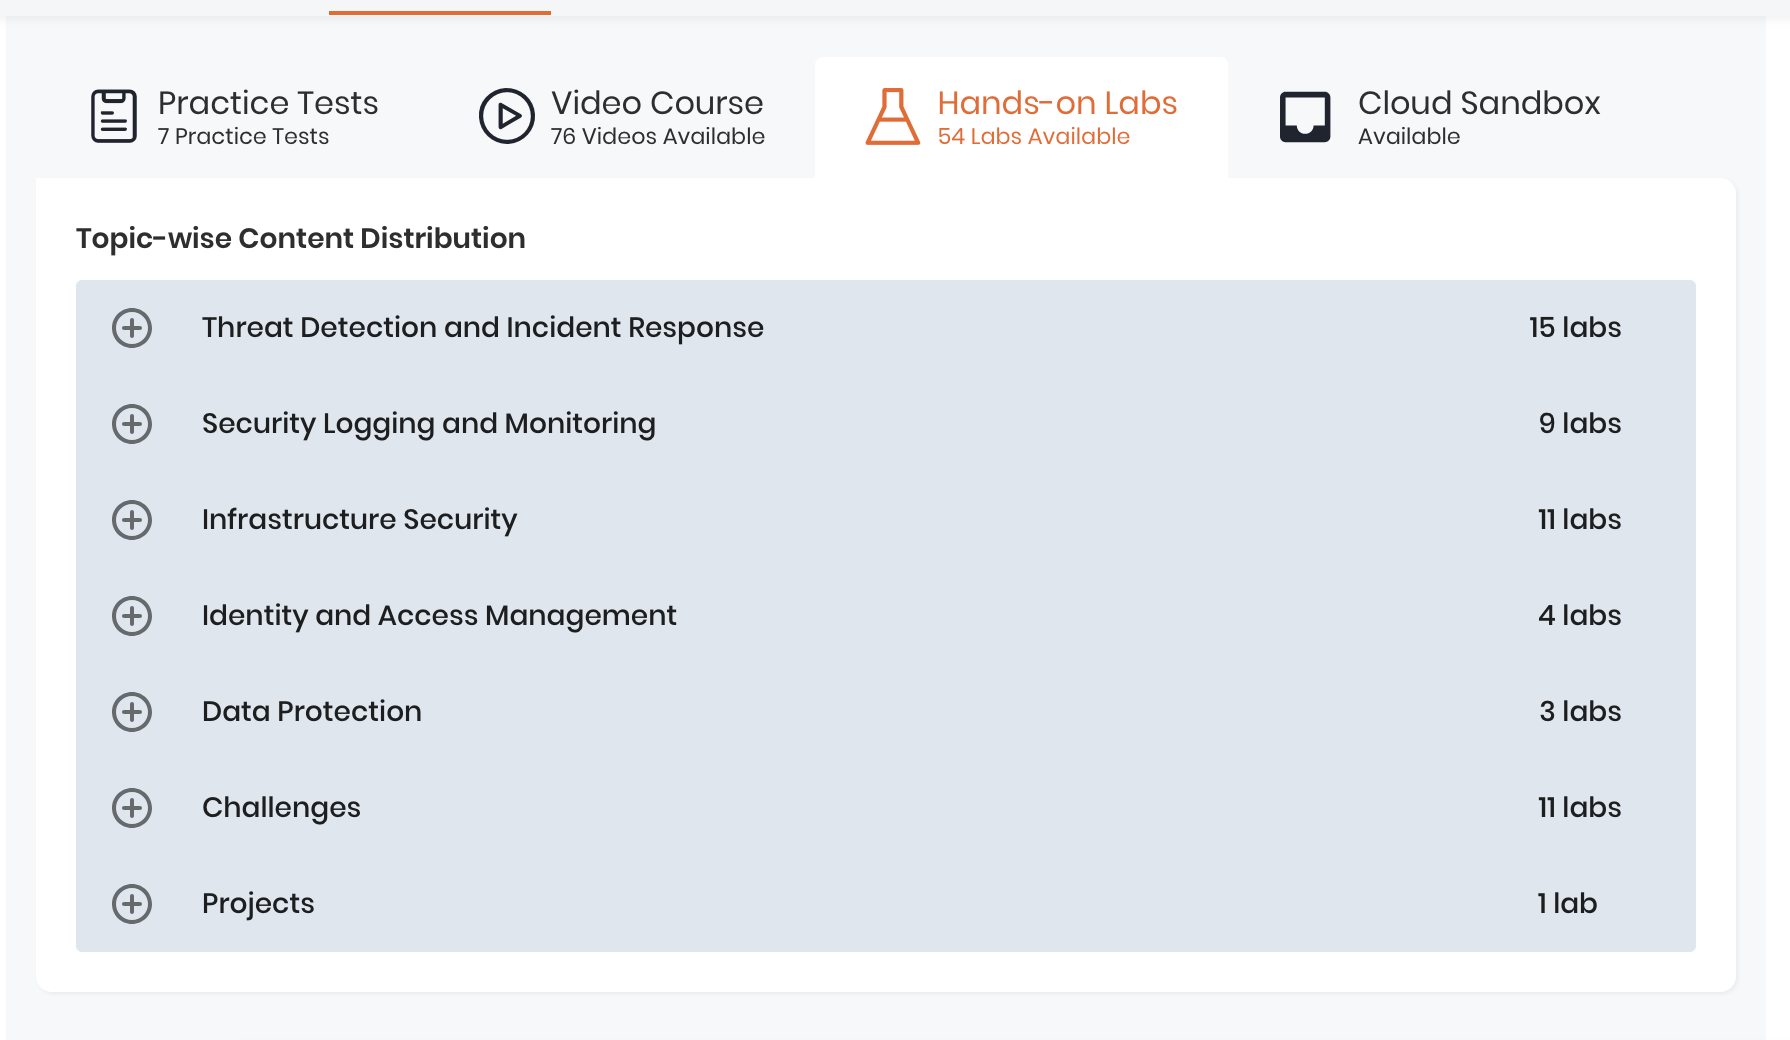 Practice Tests
7 Practice Tests
Video Course
76 Videos Available
Hands-on Labs
54 Labs Available
Cloud Sandbox
Available
Topic-wise Content Distribution
Threat Detection and Incident Response 15 labs
Security Logging and Monitoring 9 labs
Infrastructure Security 11 labs
Identity and Access Management 4 labs
Data Protection 3 labs
Challenges 11 labs
Projects 1 lab